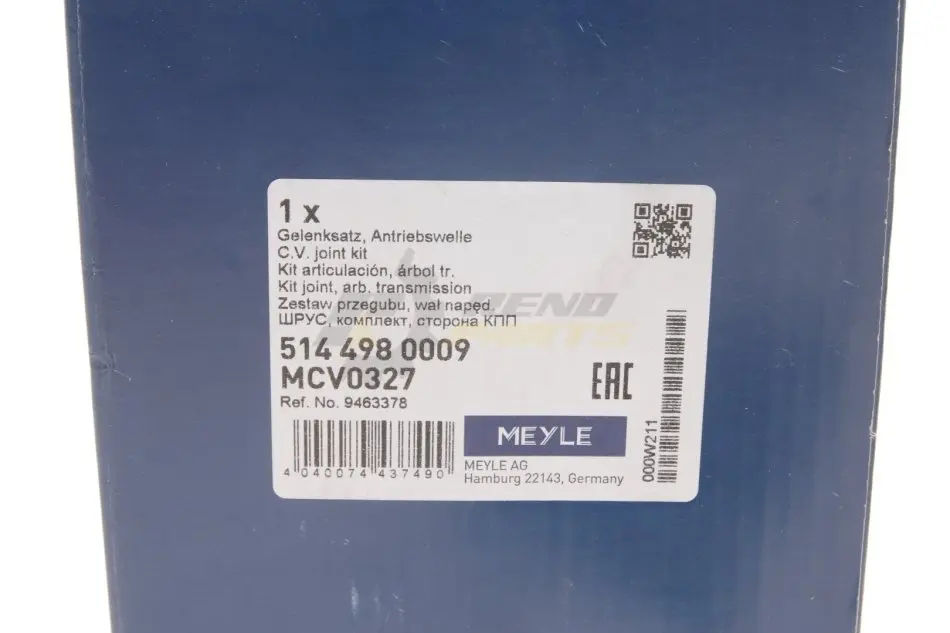 1 x
Gelenksatz, Antriebswelle
C.V. joint kit
Kit articulación, árbol tr.
Kit joint, arb. transmission
Zestaw przegubu, wał napęd.
ШРУС, комплект, сторона КПП
514 498 0009
MCV0327
Ref. No. 9463378
EAC
MEYLE
MEYLE AG
Hamburg 22143, Germany
4 040074 437490
000W211
PARTS